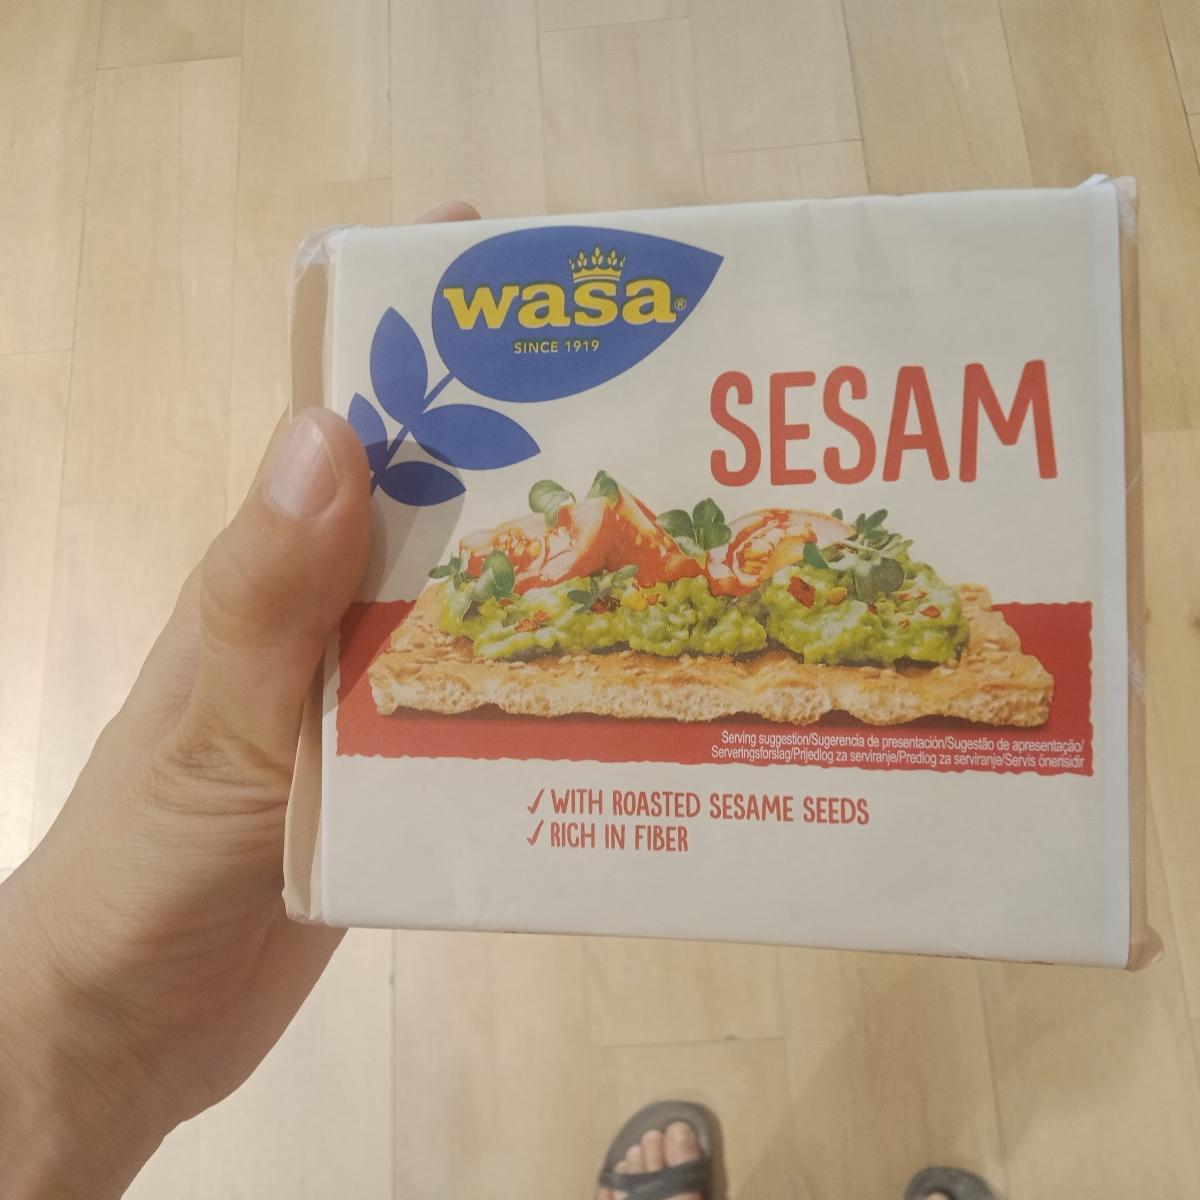 wasa®
SINCE 1919
SESAM
Serving suggestion/Sugerencia de presentación/Sugestão de apresentação/
Serveringsforslag/Prijedlog za serviranje/Predlog za serviranje/Servis önerisidir
✓ WITH ROASTED SESAME SEEDS
✓ RICH IN FIBER